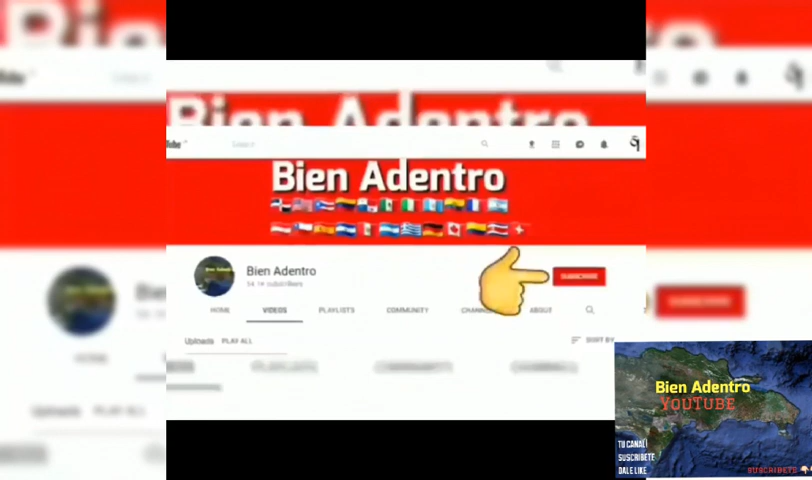 Bien Adentro
Bien Adentro
Bien Adentro
SUBSCRIBE
HOME
VIDEOS
PLAYLISTS
COMMUNITY
ABOUT
Uploads
PLAY ALL
SORT BY
Bien Adentro
YOUTUBE
TU CANAL
SUSCRIBETE
DALE LIKE
SUSCRIBETE